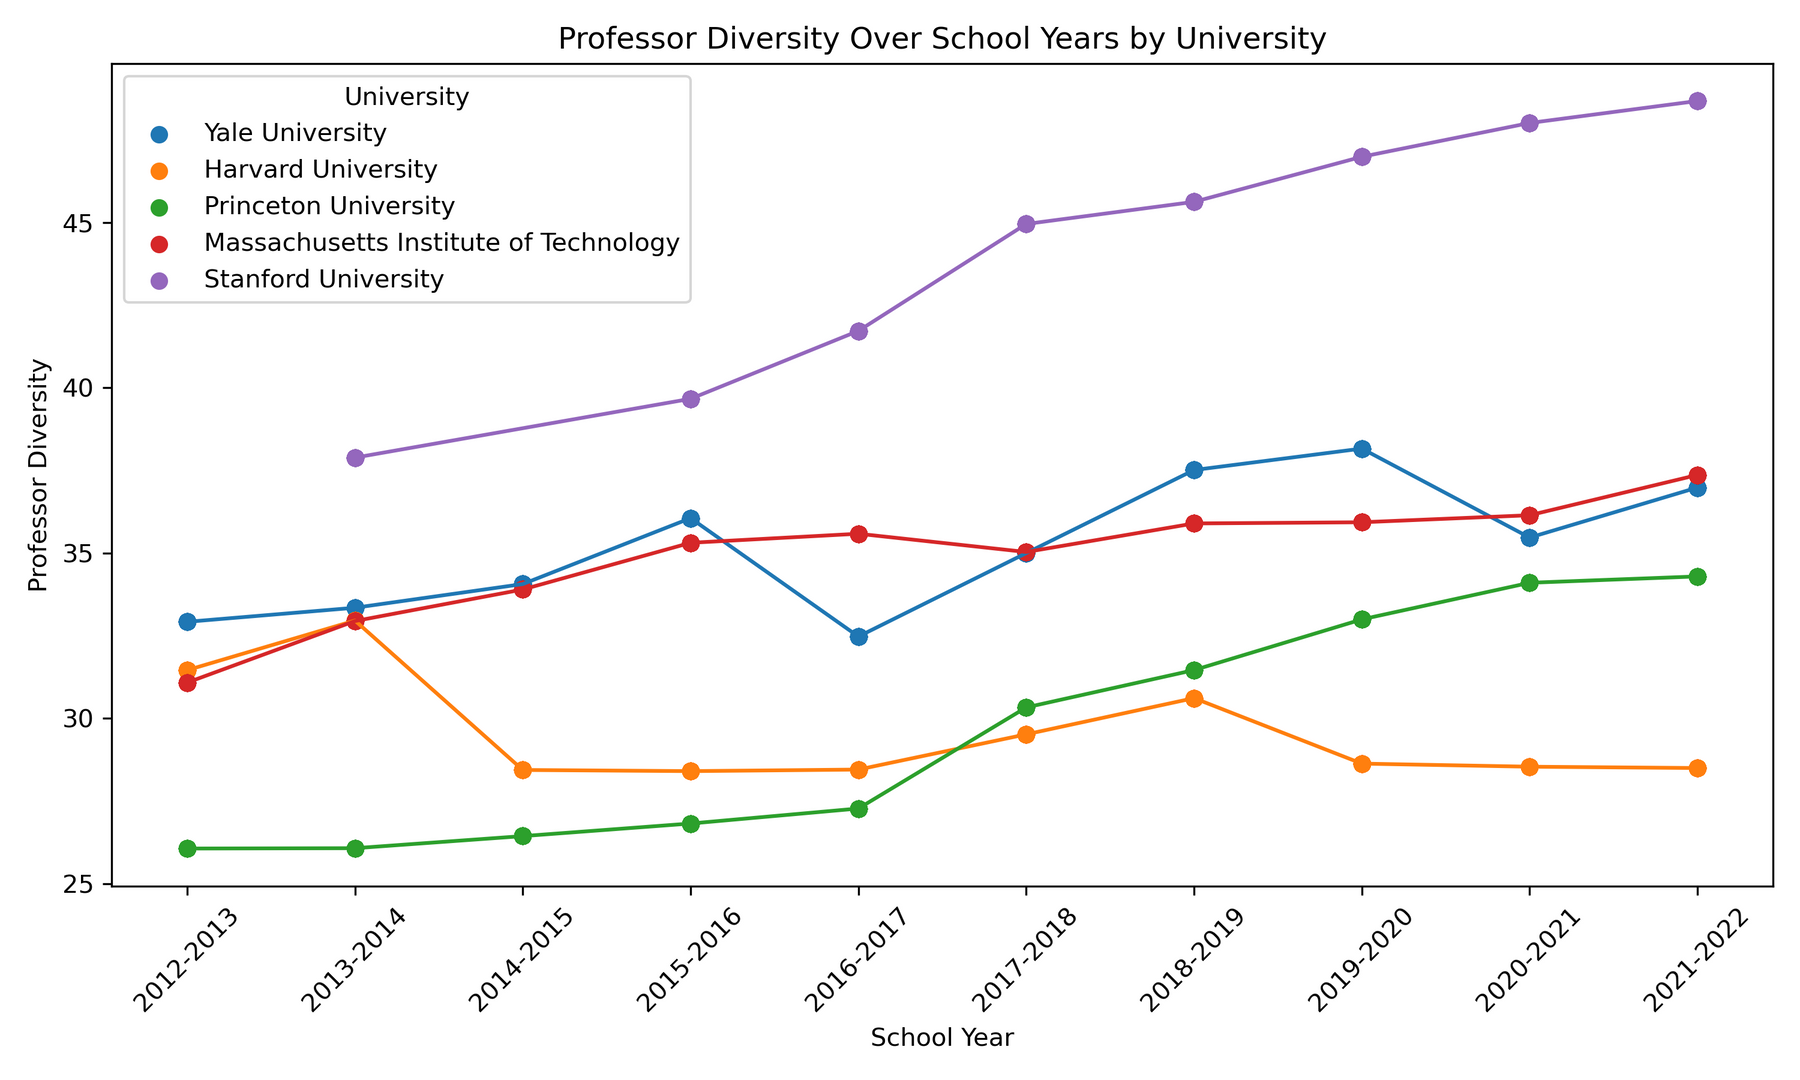 Professor Diversity Over School Years by University
University
Yale University
Harvard University
Princeton University
Massachusetts Institute of Technology
Stanford University
Professor Diversity
45
40
35
30
25
2012-2013
2013-2014
2014-2015
2015-2016
2016-2017
2017-2018
2018-2019
2019-2020
2020-2021
2021-2022
School Year